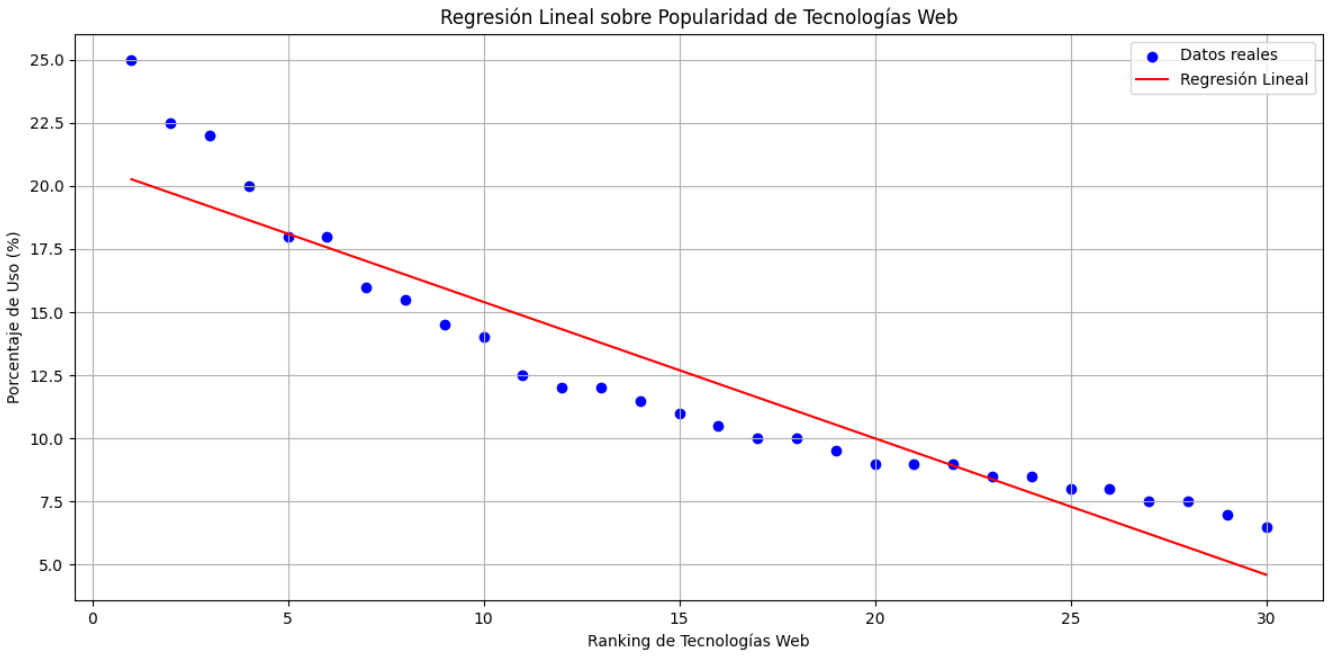 Regresión Lineal sobre Popularidad de Tecnologías Web
Datos reales
Regresión Lineal
Porcentaje de Uso (%)
25.0
22.5
20.0
17.5
15.0
12.5
10.0
7.5
5.0
0 5 10 15 20 25 30
Ranking de Tecnologías Web